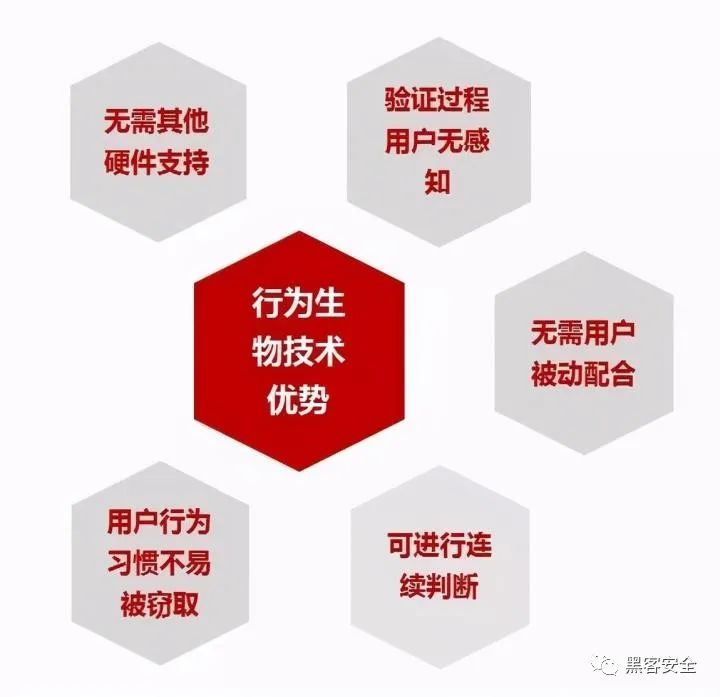 无需其他
硬件支持
验证过程
用户无感
知
行为生
物技术
优势
无需用户
被动配合
用户行为
习惯不易
被窃取
可进行连
续判断
黑客安全